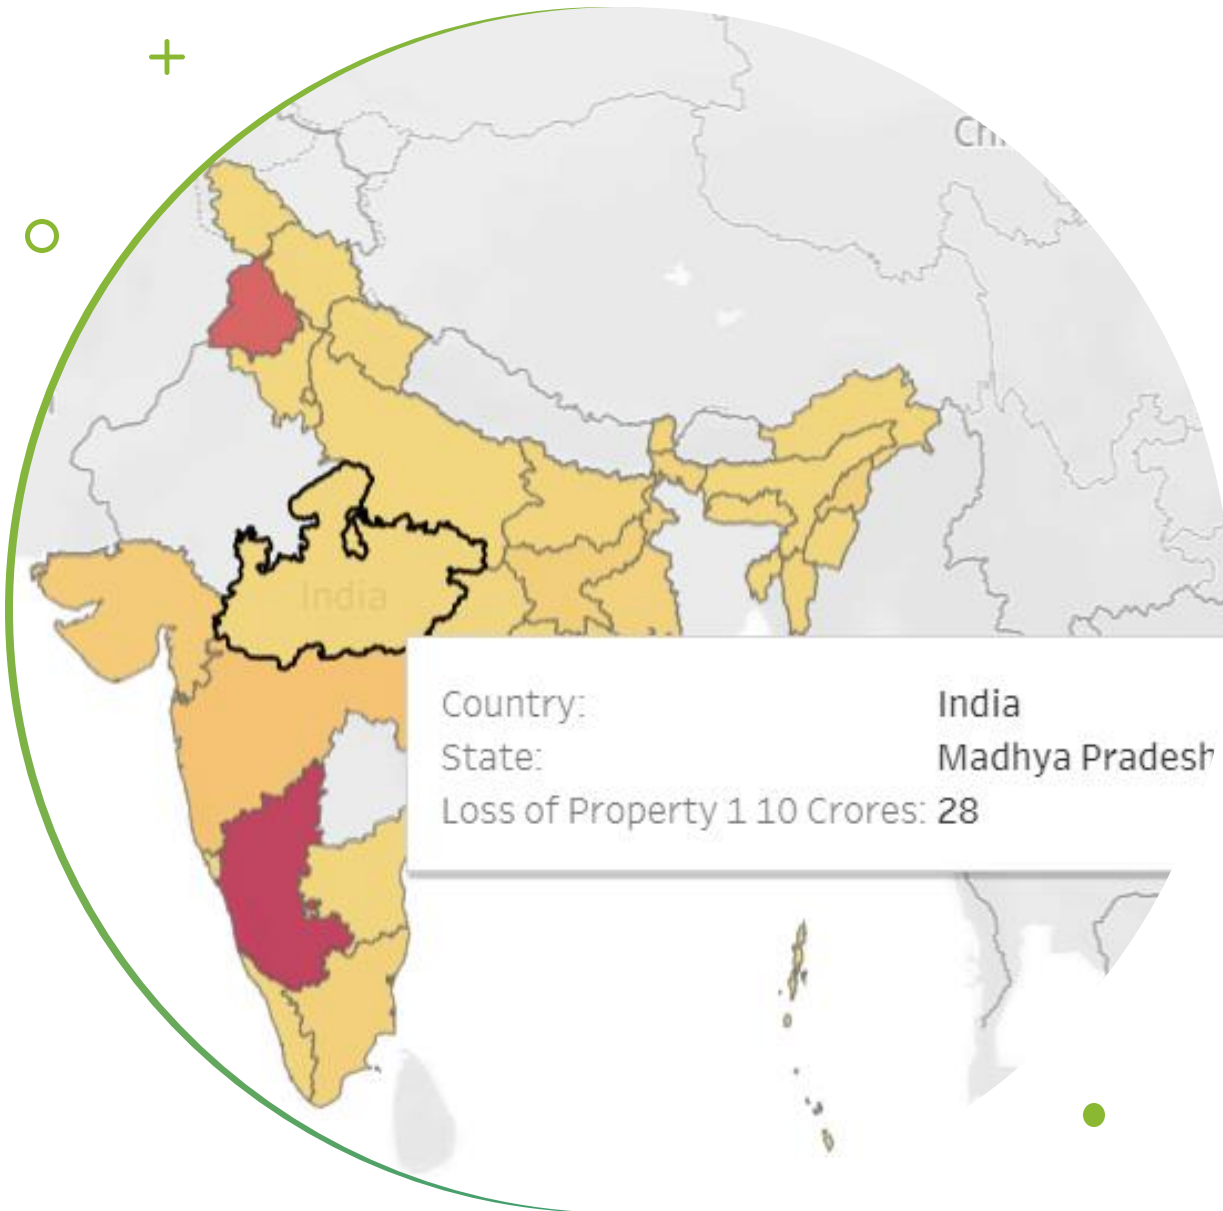 India
Country: India
State: Madhya Pradesh
Loss of Property 1 10 Crores: 28